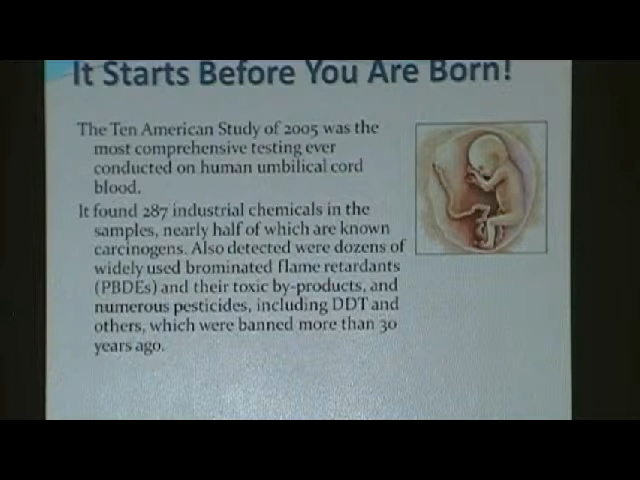 It Starts Before You Are Born!
The Ten American Study of 2005 was the
most comprehensive testing ever
conducted on human umbilical cord
blood.
It found 287 industrial chemicals in the
samples, nearly half of which are known
carcinogens. Also detected were dozens of
widely used brominated flame retardants
(PBDEs) and their toxic by-products, and
numerous pesticides, including DDT and
others, which were banned more than 30
years ago.